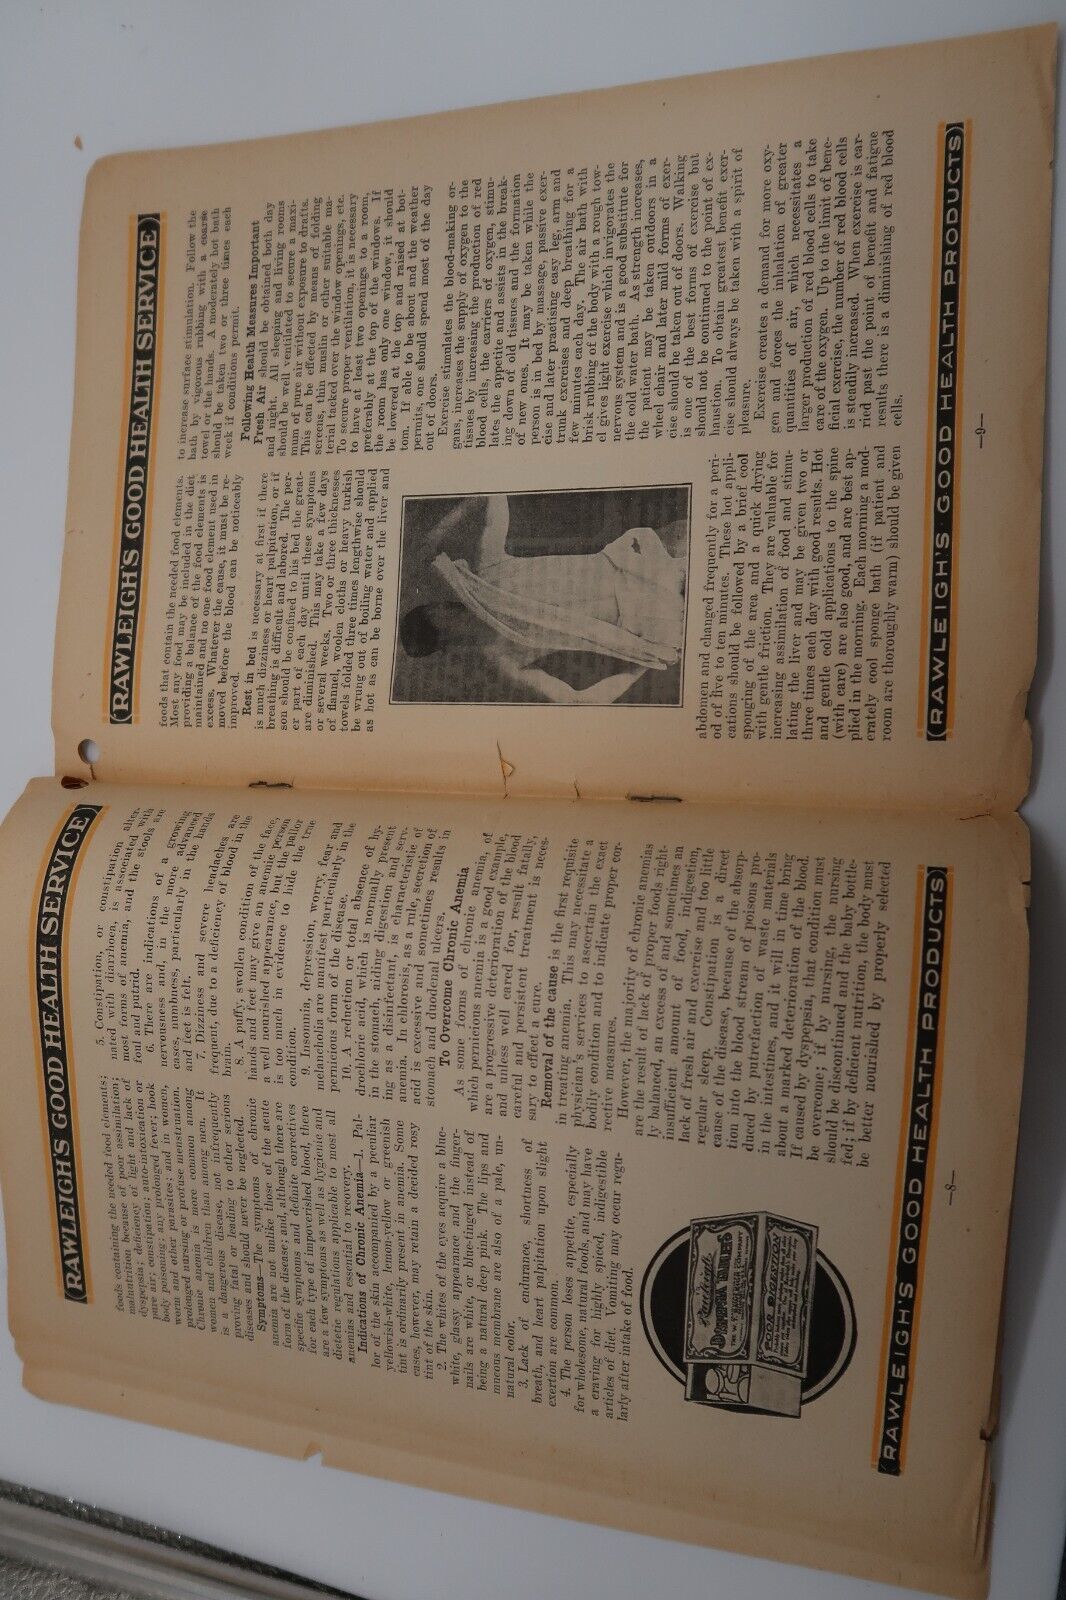 RAWLEIGH'S GOOD HEALTH SERVICE
foods containing the needed food elements;
malnutrition because of poor assimilation;
dyspepsia; deficiency of light and lack of
pure air; constipation; auto-intoxication or
body poisoning; any prolonged fever; hook
worm and other parasites; and in women,
prolonged nursing or profuse menstruation.
Chronic anemia is more common among
women and children than among men. It
is a dangerous disease, not infrequently
proving fatal or leading to other serious
diseases and should never be neglected.
Symptoms—The symptoms of chronic
anemia are not unlike those of the acute
form of the disease; and, although there are
specific symptoms and definite correctives
for each type of impoverished blood, there
are a few symptoms as well as hygiene and
dietetic regulations applicable to most all
anemias and essential to recovery.
Indications of Chronic Anemia—1. Pal-
lor of the skin accompanied by a peculiar
yellowish-white, lemon-yellow or greenish
tint is ordinarily present in anemia. Some
cases, however, may retain a decided rosy
tint of the skin.
2. The whites of the eyes acquire a blue-
white, glassy appearance and the finger-
nails are white, or blue-tinged instead of
being a natural deep pink. The lips and
mucous membrane are also of a pale, un-
natural color.
3. Lack of endurance, shortness of
breath, and heart palpitation upon slight
exertion are common.
4. The person loses appetite, especially
for wholesome, natural foods, and may have
a craving for highly spiced, indigestible
articles of diet. Vomiting may occur regu-
larly after intake of food.
Rawleigh's
DYSPEPSIA TABLETS
POOR DIGESTION
5. Constipation, or constipation alter-
nated with diarrhoea, is associated with
most forms of anemia, and the stools are
foul and putrid.
6. There are indications of a growing
nervousness and, in the more advanced
cases, numbness, particularly in the hands
and feet is felt.
7. Dizziness and severe headaches are
frequent, due to a deficiency of blood in the
brain.
8. A puffy, swollen condition of the face,
hands and feet may give an anemic person
a well nourished appearance, but the pallor
is too much in evidence to hide the true
condition.
9. Insomnia, depression, worry, fear and
melancholia are manifest particularly in the
pernicious form of the disease.
10. A reduction or total absence of hy-
drochloric acid, which is normally present
in the stomach, aiding digestion and serv-
ing as a disinfectant, is characteristic of
anemia. In chlorosis, as a rule, secretion of
acid is excessive and sometimes results in
stomach and duodenal ulcers.
To Overcome Chronic Anemia
As some forms of chronic anemia, of
which pernicious anemia is a good example,
are a progressive deterioration of the blood
and unless well cared for, result fatally,
careful and persistent treatment is neces-
sary to effect a cure.
Removal of the cause is the first requisite
in treating anemia. This may necessitate a
physician's services to ascertain the exact
bodily condition and to indicate proper cor-
rective measures.
However, the majority of chronic anemias
are the result of lack of proper foods right-
ly balanced, an excess of and sometimes an
insufficient amount of food, indigestion,
lack of fresh air and exercise and too little
regular sleep. Constipation is a direct
cause of the disease, because of the absorp-
tion into the blood stream of poisons pro-
duced by putrefaction of waste materials
in the intestines, and it will in time bring
about a marked deterioration of the blood.
If caused by dyspepsia, that condition must
be overcome; if by nursing, the nursing
should be discontinued and the baby bottle-
fed; if by deficient nutrition, the body must
be better nourished by properly selected
—8—
RAWLEIGH'S GOOD HEALTH PRODUCTS
RAWLEIGH'S GOOD HEALTH SERVICE
foods that contain the needed food elements.
Most any food may be included in the diet
providing a balance of the food elements is
maintained and no one food element used in
excess. Whatever the cause, it must be re-
moved before the blood can be noticeably
improved.
Rest in bed is necessary at first if there
is much dizziness or heart palpitation, or if
breathing is difficult and labored. The per-
son should be confined to his bed the great-
er part of each day until these symptoms
are diminished. This may take a few days
or several weeks. Two or three thicknesses
of flannel, woolen cloths or heavy turkish
towels folded three times lengthwise should
be wrung out of boiling water and applied
as hot as can be borne over the liver and
abdomen and changed frequently for a peri-
od of five to ten minutes. These hot appli-
cations should be followed by a brief cool
sponging of the area and a quick drying
with gentle friction. They are valuable for
increasing assimilation of food and stimu-
lating the liver and may be given two or
three times each day with good results. Hot
and gentle cold applications to the spine
(with care) are also good, and are best ap-
plied in the morning. Each morning a mod-
erately cool sponge bath (if patient and
room are thoroughly warm) should be given
to increase surface stimulation. Follow the
bath by vigorous rubbing with a coarse
towel or the hands. A moderately hot bath
should be taken two or three times each
week if conditions permit.
Following Health Measures Important
Fresh Air should be obtained both day
and night. All sleeping and living rooms
should be well ventilated to secure a maxi-
mum of pure air without exposure to drafts.
This can be effected by means of folding
screens, thin muslin or other suitable ma-
terial tacked over the window openings, etc.
To secure proper ventilation, it is necessary
to have at least two openings to a room,
preferably at the top of the windows. If
the room has only one window, it should
be lowered at the top and raised at bot-
tom. If able to be about and the weather
permits, one should spend most of the day
out of doors.
Exercise stimulates the blood-making or-
gans, increases the supply of oxygen to the
tissues by increasing the production of red
blood cells, the carriers of oxygen, stimu-
lates the appetite and assists in the break-
ing down of old tissues and the formation
of new ones. It may be taken while the
person is in bed by massage, passive exer-
cise and later practising easy leg, arm and
trunk exercises and deep breathing for a
few minutes each day. The air bath with
brisk rubbing of the body with a rough tow-
el gives light exercise which invigorates the
nervous system and is a good substitute for
the cold water bath. As strength increases,
the patient may be taken outdoors in a
wheel chair and later mild forms of exer-
cise should be taken out of doors. Walking
is one of the best forms of exercise but
should not be continued to the point of ex-
haustion. To obtain greatest benefit exer-
cise should always be taken with a spirit of
pleasure.
Exercise creates a demand for more oxy-
gen and forces the inhalation of greater
quantities of air, which necessitates a
larger production of red blood cells to take
care of the oxygen. Up to the limit of bene-
ficial exercise, the number of red blood cells
is steadily increased. When exercise is car-
ried past the point of benefit and fatigue
results there is a diminishing of red blood
cells.
RAWLEIGH'S GOOD HEALTH PRODUCTS
—9—